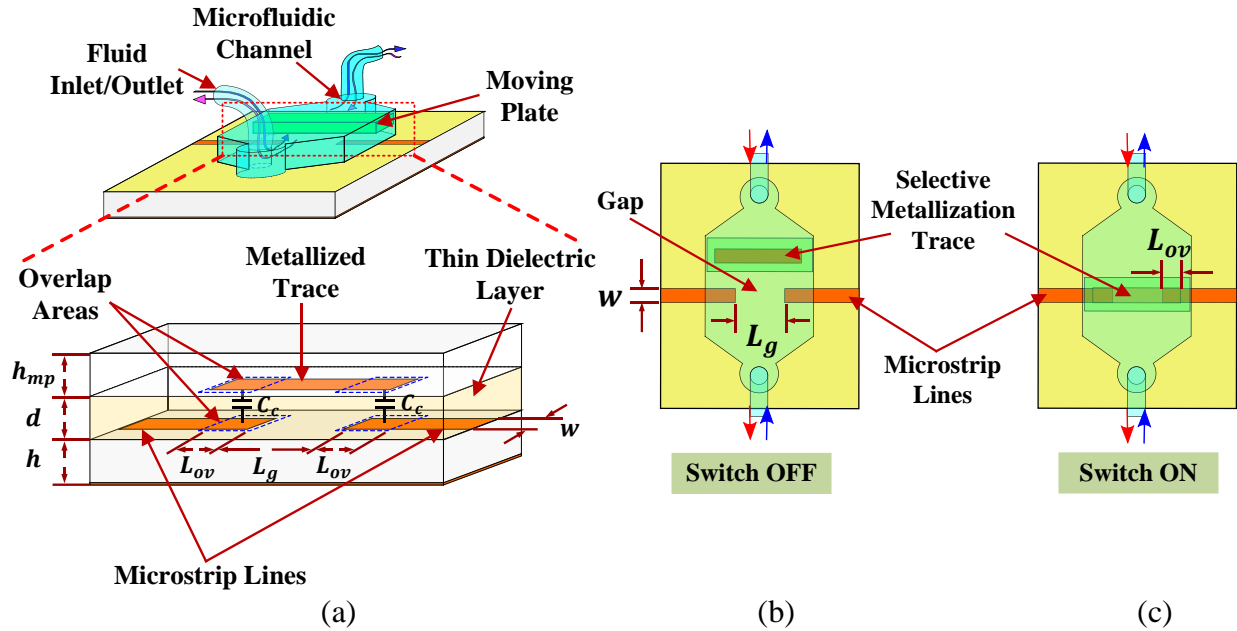 Microfluidic
Channel
Fluid
Inlet/Outlet
Moving
Plate
Overlap
Areas
Metallized
Trace
Thin Dielectric
Layer
h_mp
d
h
C_c
C_c
w
L_ov
L_g
L_ov
Microstrip Lines
(a)
Gap
Selective
Metallization
Trace
w
L_g
L_ov
Microstrip
Lines
Switch OFF
Switch ON
(b)
(c)